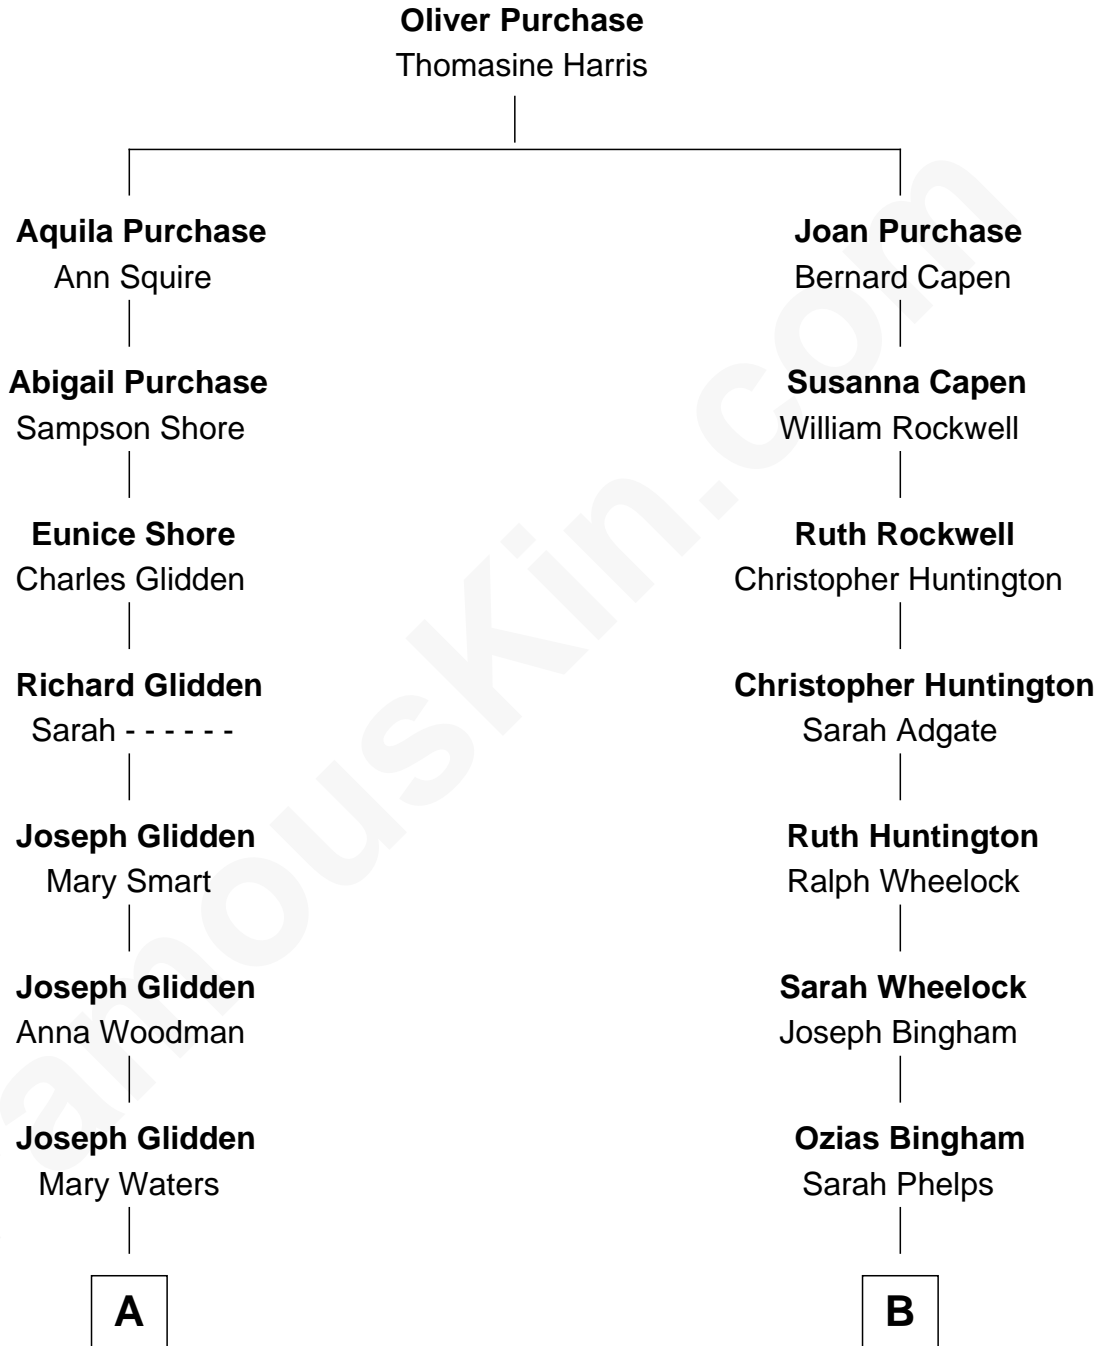 Oliver Purchase
Thomasine Harris
Aquila Purchase
Ann Squire
Joan Purchase
Bernard Capen
Abigail Purchase
Sampson Shore
Susanna Capen
William Rockwell
Eunice Shore
Charles Glidden
Ruth Rockwell
Christopher Huntington
Richard Glidden
Sarah - - - - - -
Christopher Huntington
Sarah Adgate
Joseph Glidden
Mary Smart
Ruth Huntington
Ralph Wheelock
Joseph Glidden
Anna Woodman
Sarah Wheelock
Joseph Bingham
Joseph Glidden
Mary Waters
Ozias Bingham
Sarah Phelps
A
B
amouskin.com